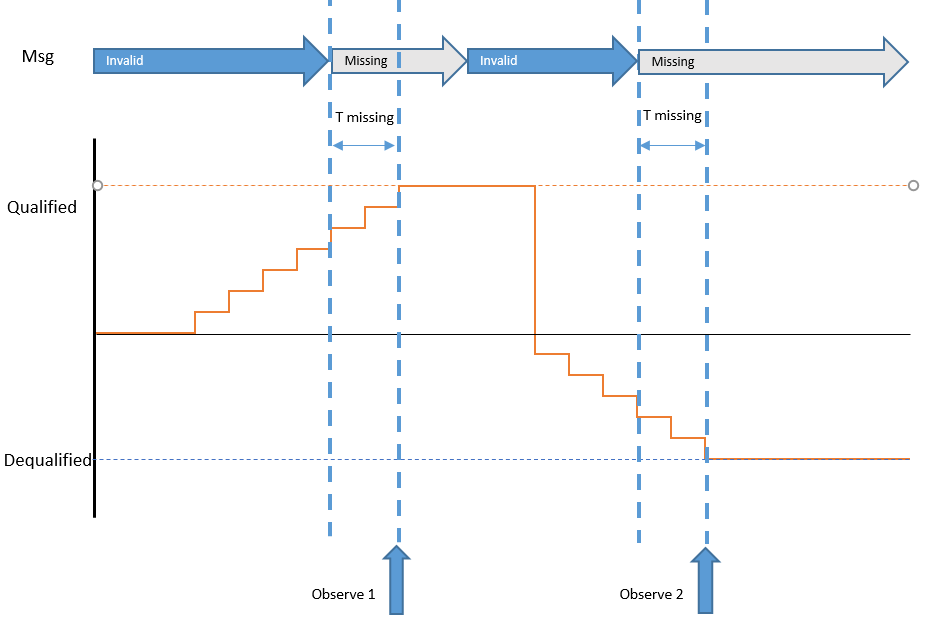 Msg
Invalid
Missing
Invalid
Missing
T missing
T missing
Qualified
Dequalified
Observe 1
Observe 2